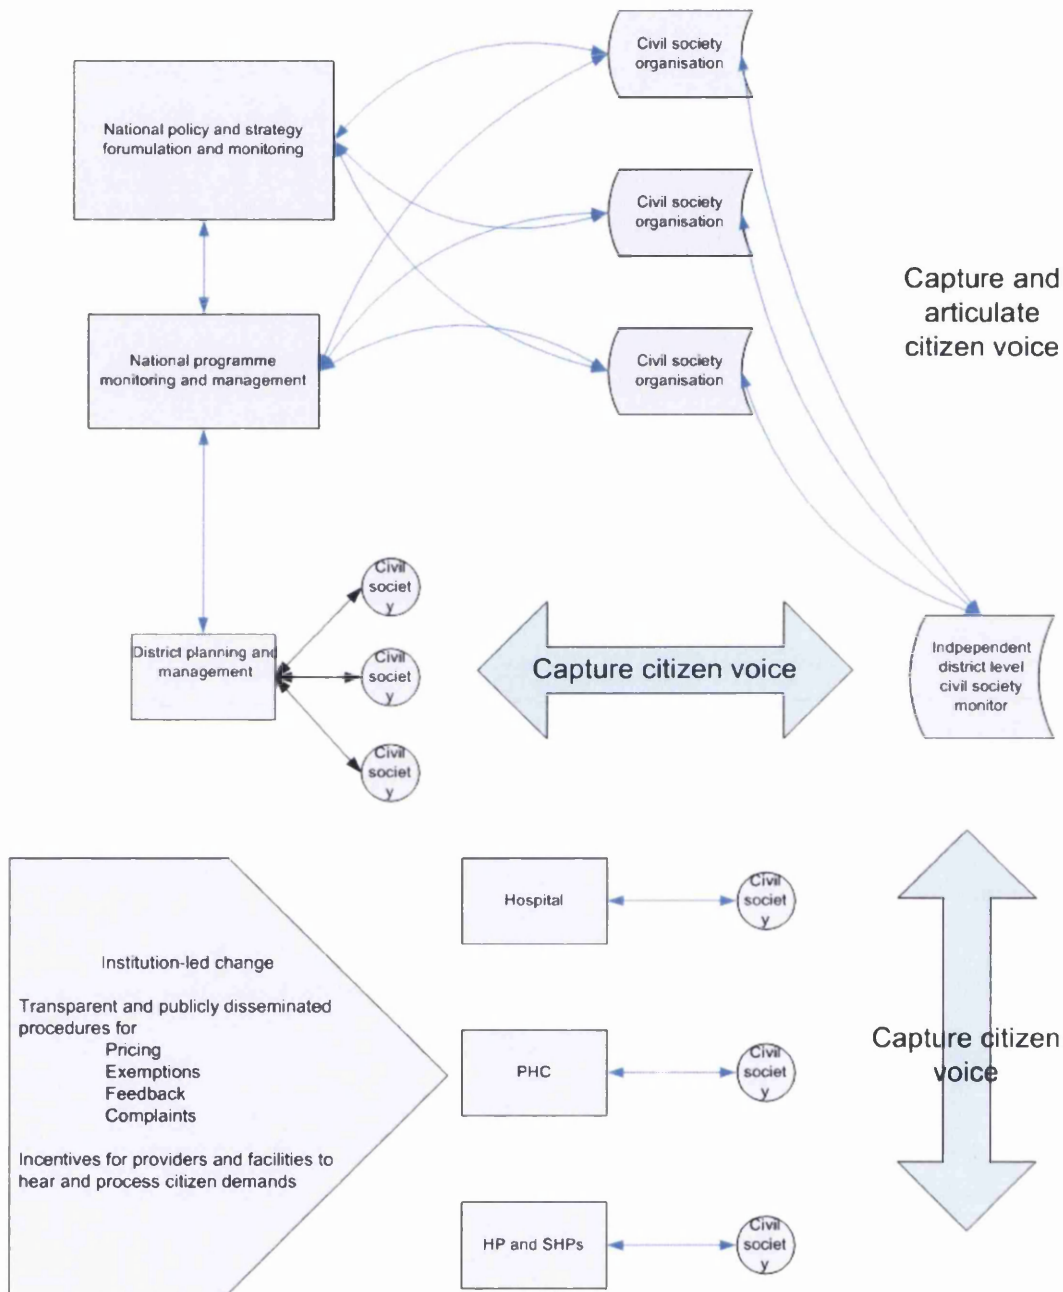 Civil society
organisation
National policy and strategy
forumulation and monitoring
Civil society
organisation
Capture and
articulate
citizen voice
National programme
monitoring and management
Civil society
organisation
Civil
societ
y
District planning and
management
Civil
societ
y
Capture citizen voice
Indpependent
district level
civil society
monitor
Civil
societ
y
Institution-led change
Transparent and publicly disseminated
procedures for
Pricing
Exemptions
Feedback
Complaints
Incentives for providers and facilities to
hear and process citizen demands
Hospital
Civil
societ
y
PHC
Civil
societ
y
HP and SHPs
Civil
societ
y
Capture citizen
voice